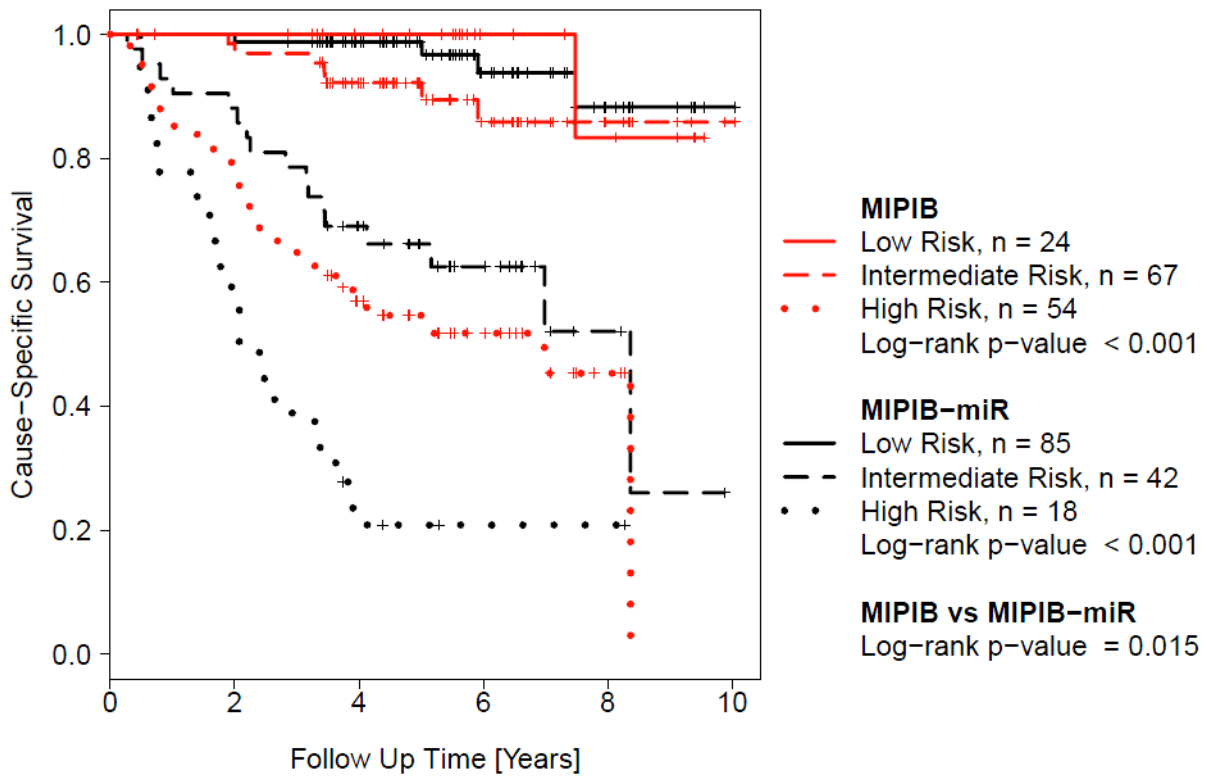 Cause−Specific Survival
1.0
0.8
0.6
0.4
0.2
0.0
0 2 4 6 8 10
Follow Up Time [Years]
MIPIB
Low Risk, n = 24
Intermediate Risk, n = 67
High Risk, n = 54
Log−rank p−value < 0.001
MIPIB−miR
Low Risk, n = 85
Intermediate Risk, n = 42
High Risk, n = 18
Log−rank p−value < 0.001
MIPIB vs MIPIB−miR
Log−rank p−value = 0.015